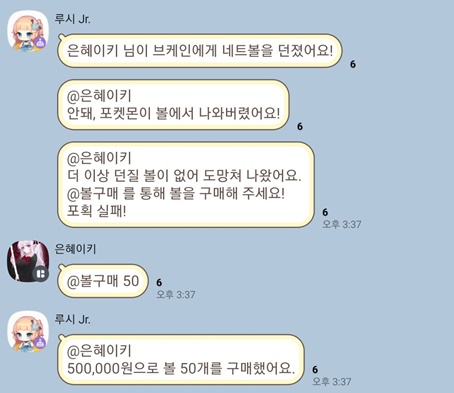 루시 Jr.
은혜이키 님이 브케인에게 네트볼을 던졌어요!
6
@은혜이키
안돼, 포켓몬이 볼에서 나와버렸어요!
6
@은혜이키
더 이상 던질 볼이 없어 도망쳐 나왔어요.
@볼구매 를 통해 볼을 구매해 주세요!
포획 실패!
6
오후 3:37
은혜이키
@볼구매 50
6
오후 3:37
루시 Jr.
@은혜이키
500,000원으로 볼 50개를 구매했어요.
6
오후 3:37